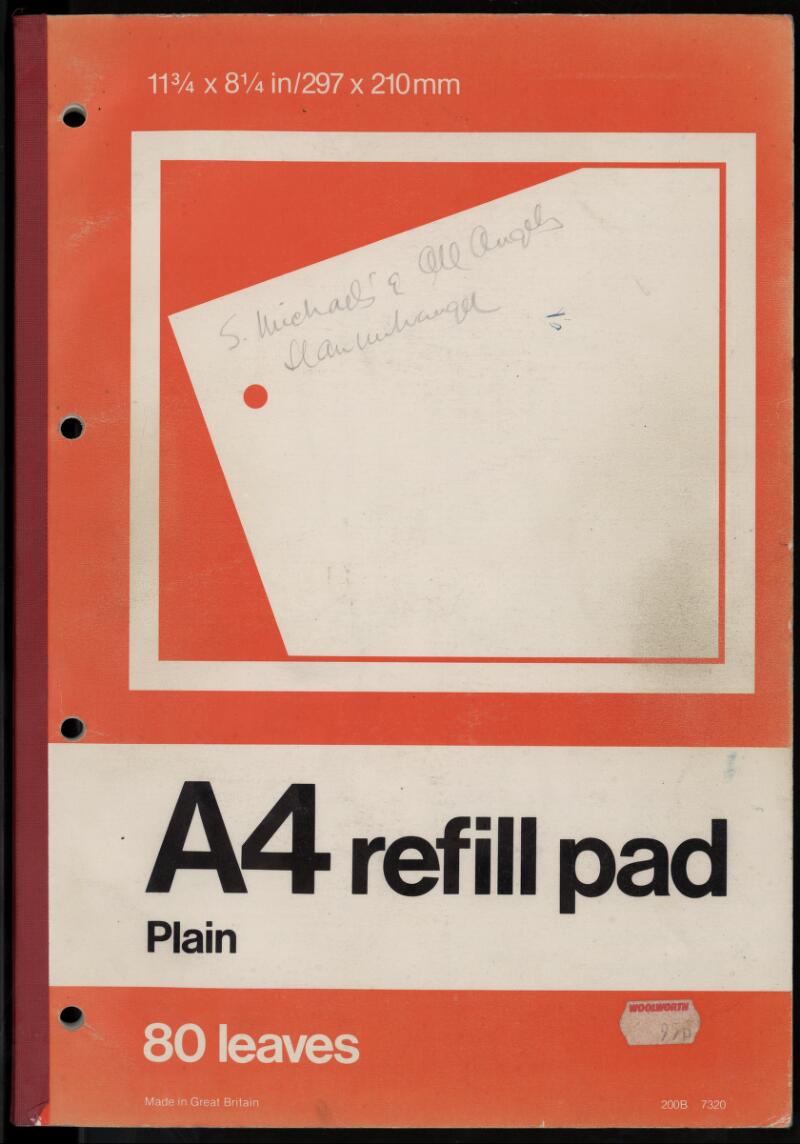 11¾ x 8¼ in/297 x 210mm
S. Michaels' & All Angels
Llanmihangel
A4 refill pad
Plain
80 leaves
WOOLWORTH
Made in Great Britain
200B 7320